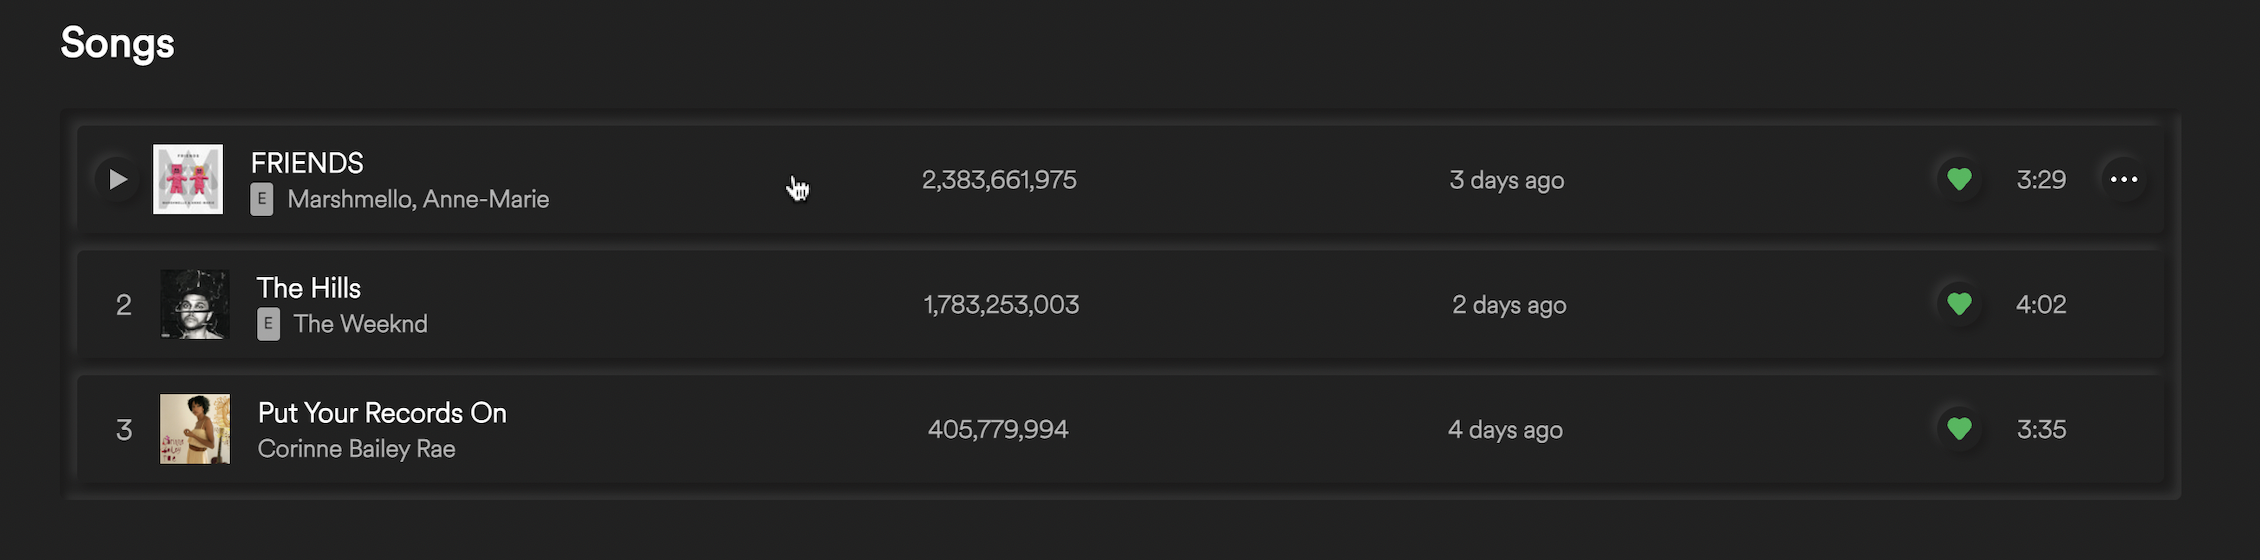 Songs
FRIENDS
E Marshmello, Anne-Marie
2,383,661,975
3 days ago
3:29
2
The Hills
E The Weeknd
1,783,253,003
2 days ago
4:02
3
Put Your Records On
Corinne Bailey Rae
405,779,994
4 days ago
3:35